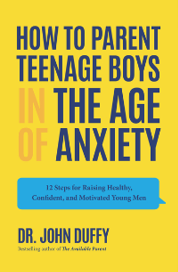 HOW TO PARENT
TEENAGE BOYS
IN THE AGE
OF ANXIETY
12 Steps for Raising Healthy,
Confident, and Motivated Young Men
DR. JOHN DUFFY
bestselling author of The Available Parent